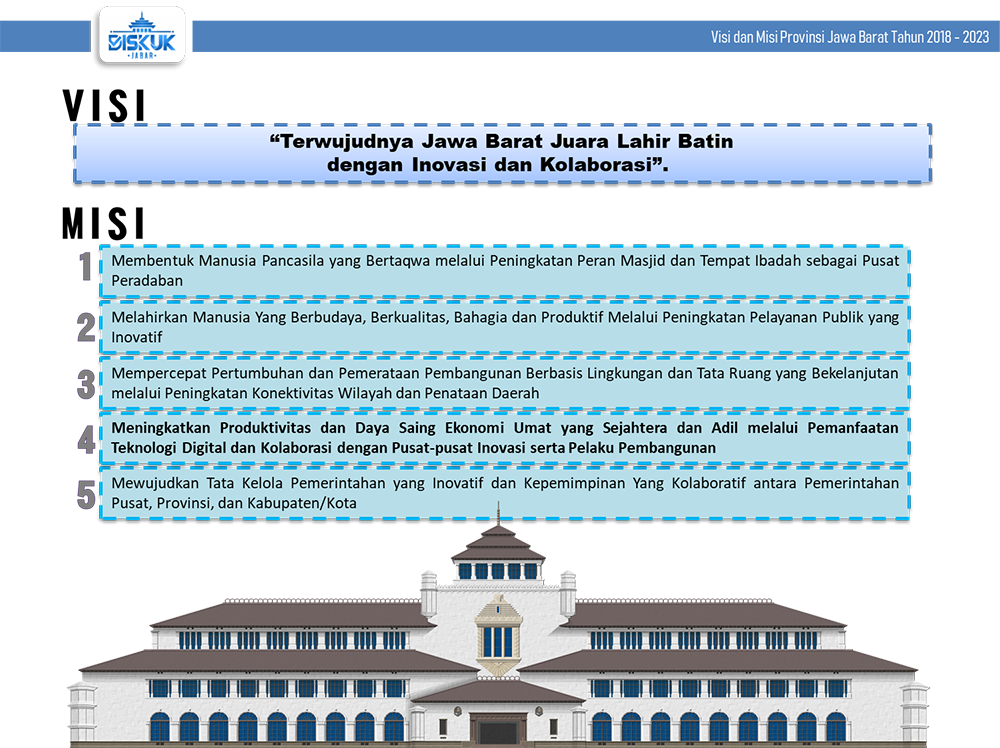 DISKUK
JABAR
Visi dan Misi Provinsi Jawa Barat Tahun 2018 - 2023
VISI
“Terwujudnya Jawa Barat Juara Lahir Batin
dengan Inovasi dan Kolaborasi”.
MISI
1
Membentuk Manusia Pancasila yang Bertaqwa melalui Peningkatan Peran Masjid dan Tempat Ibadah sebagai Pusat
Peradaban
2
Melahirkan Manusia Yang Berbudaya, Berkualitas, Bahagia dan Produktif Melalui Peningkatan Pelayanan Publik yang
Inovatif
3
Mempercepat Pertumbuhan dan Pemerataan Pembangunan Berbasis Lingkungan dan Tata Ruang yang Bekelanjutan
melalui Peningkatan Konektivitas Wilayah dan Penataan Daerah
4
Meningkatkan Produktivitas dan Daya Saing Ekonomi Umat yang Sejahtera dan Adil melalui Pemanfaatan
Teknologi Digital dan Kolaborasi dengan Pusat-pusat Inovasi serta Pelaku Pembangunan
5
Mewujudkan Tata Kelola Pemerintahan yang Inovatif dan Kepemimpinan Yang Kolaboratif antara Pemerintahan
Pusat, Provinsi, dan Kabupaten/Kota